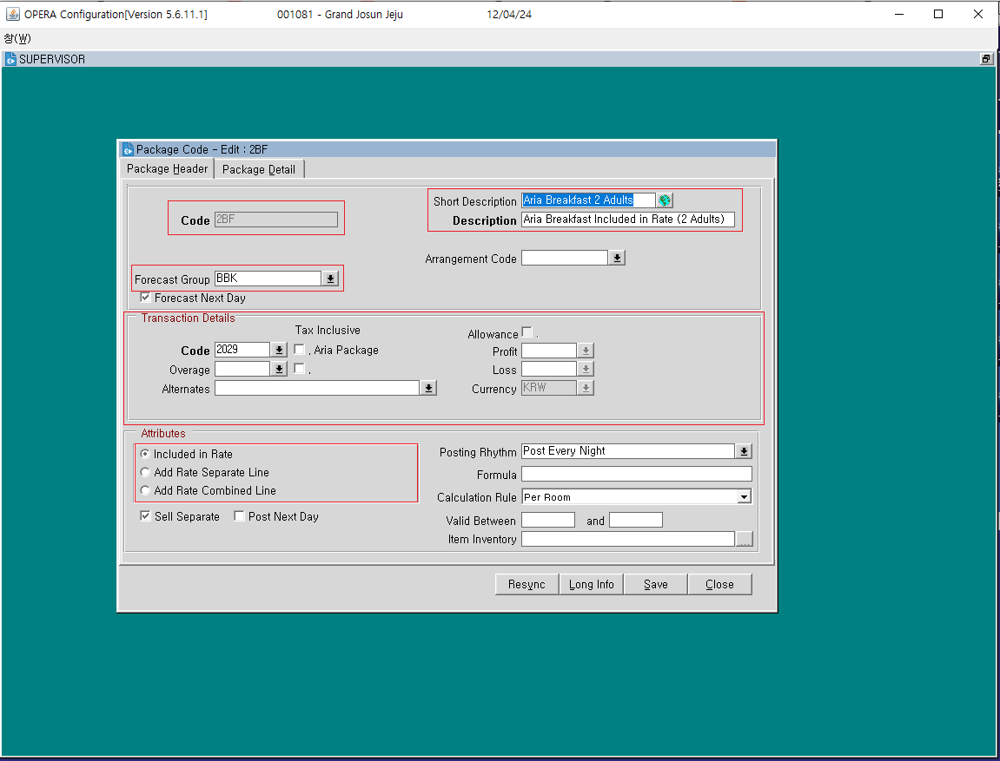 OPERA Configuration[Version 5.6.11.1] 001081 - Grand Josun Jeju 12/04/24
창(W)
SUPERVISOR
Package Code - Edit : 2BF
Package Header Package Detail
Code 2BF
Short Description Aria Breakfast 2 Adults
Description Aria Breakfast Included in Rate (2 Adults)
Arrangement Code
Forecast Group BBK
Forecast Next Day
Transaction Details
Tax Inclusive
Code 2029 . Aria Package
Overage .
Alternates
Allowance .
Profit
Loss
Currency KRW
Attributes
Included in Rate
Add Rate Separate Line
Add Rate Combined Line
Sell Separate Post Next Day
Posting Rhythm Post Every Night
Formula
Calculation Rule Per Room
Valid Between and
Item Inventory ...
Resync Long Info Save Close